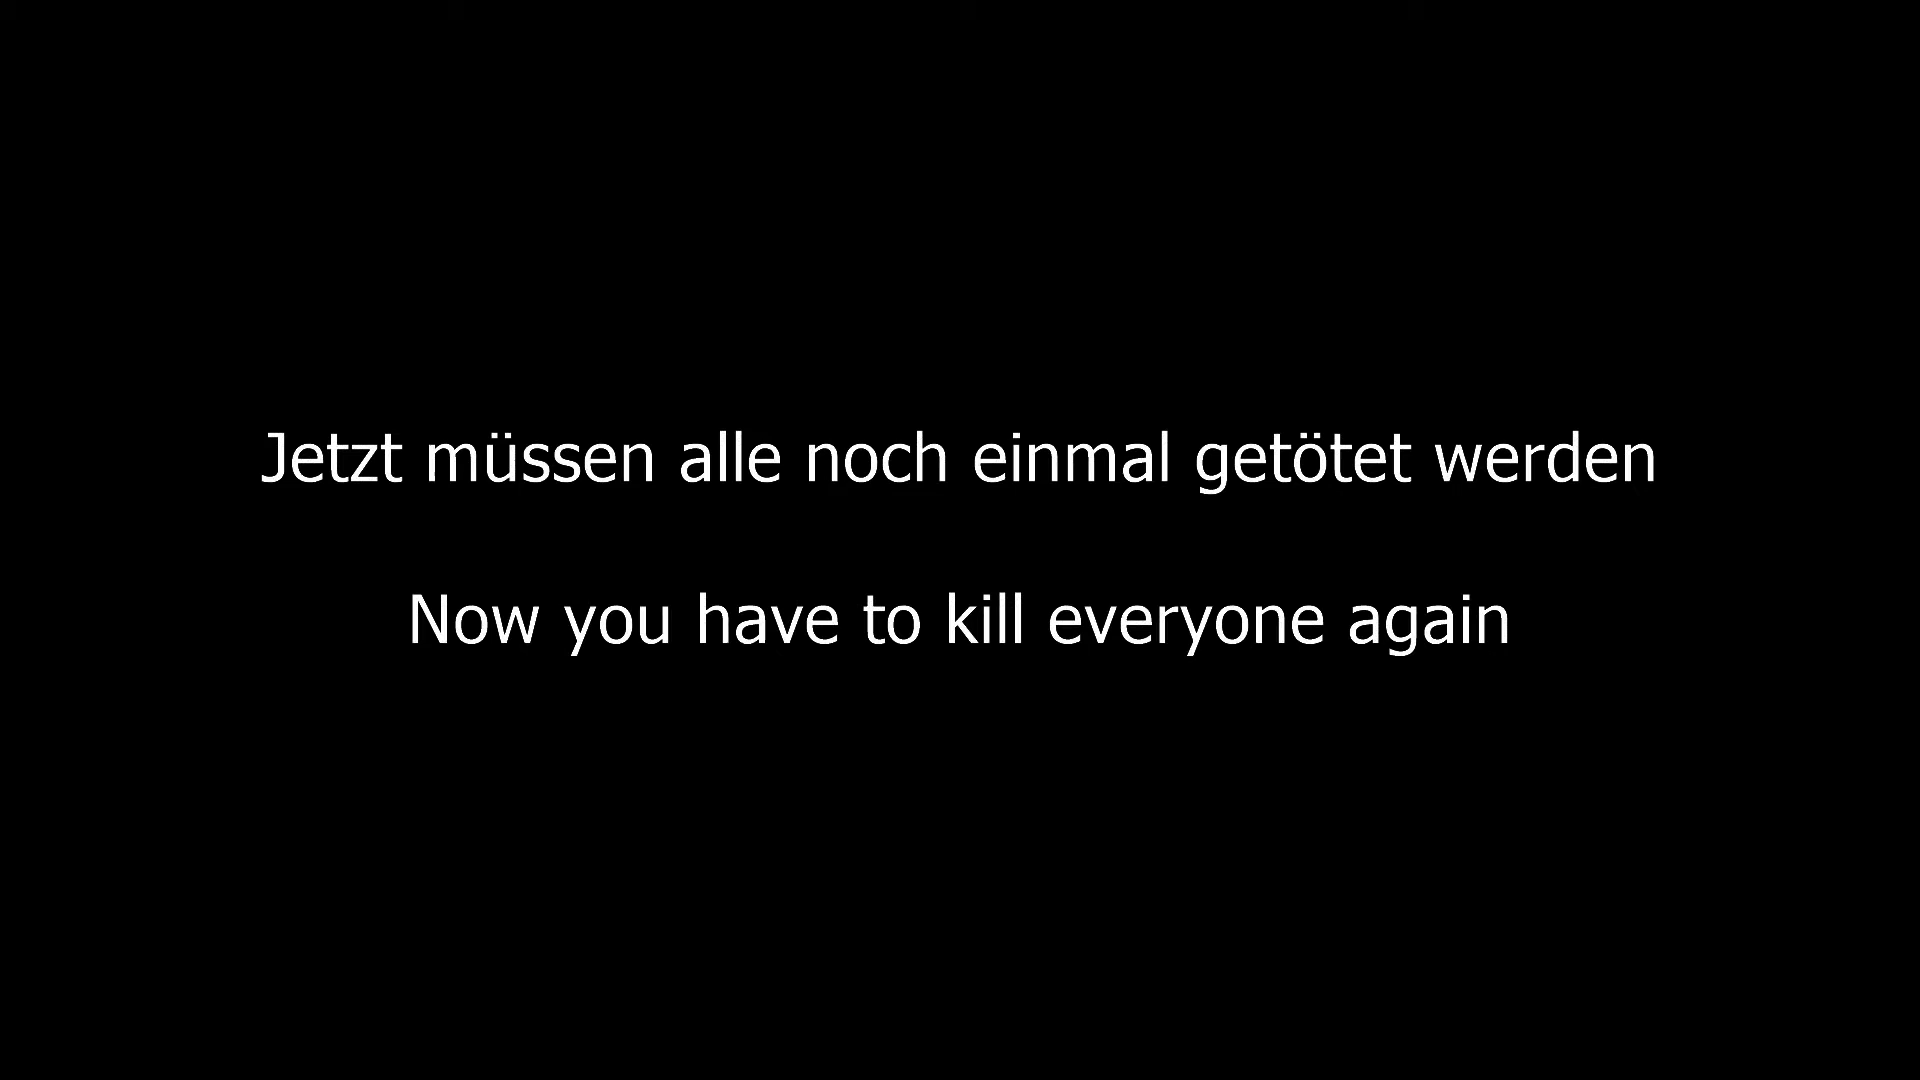 Jetzt müssen alle noch einmal getötet werden
Now you have to kill everyone again